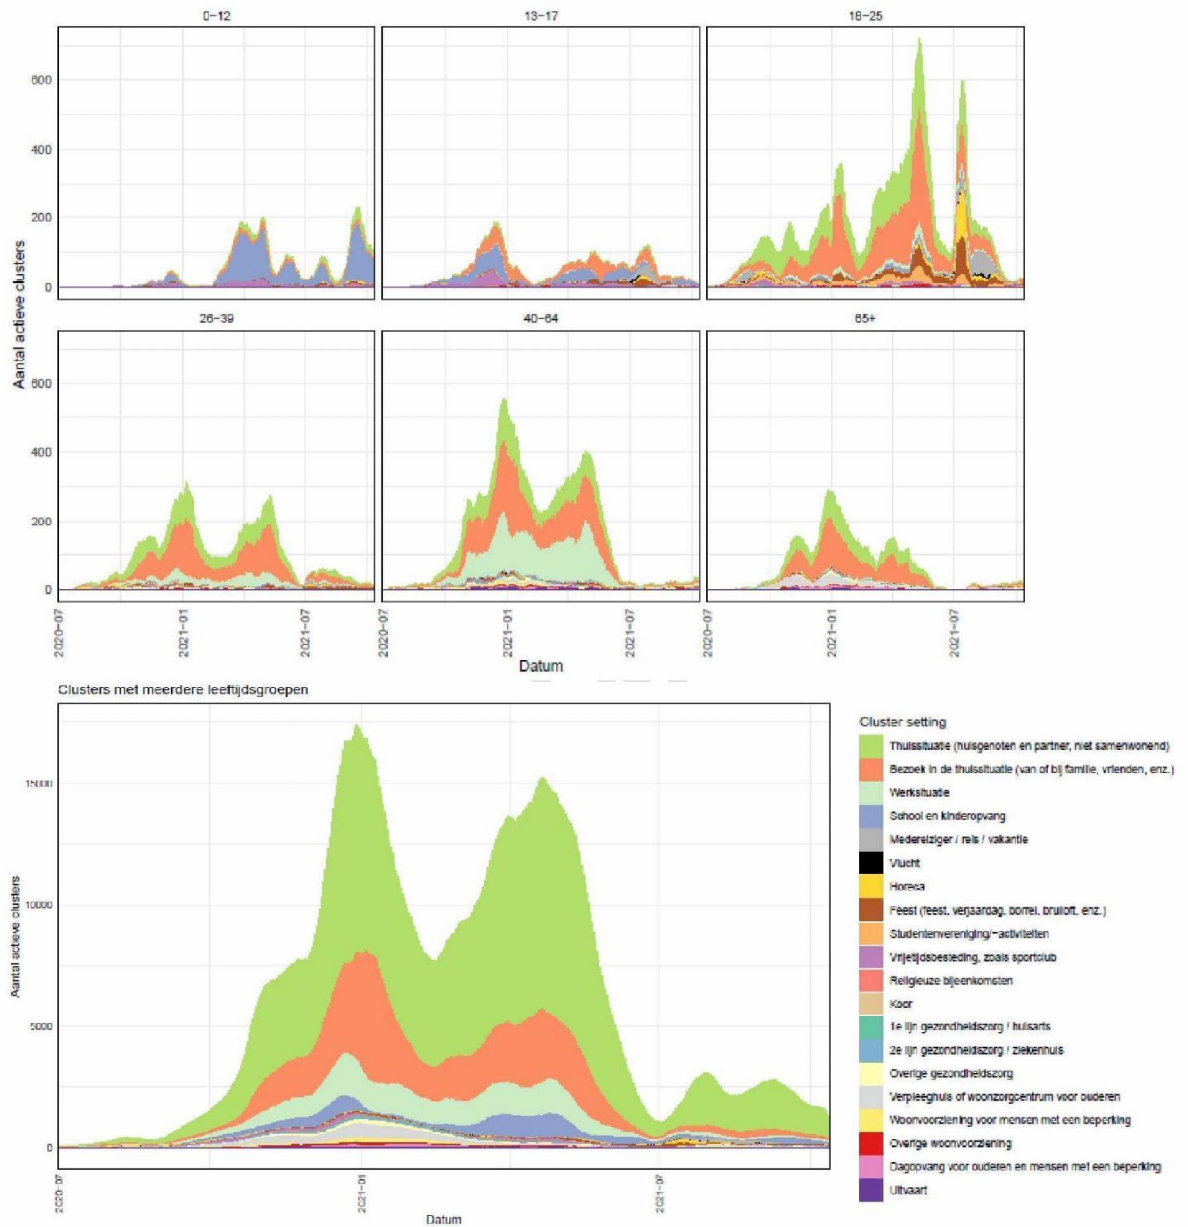 0−12 13−17 18−25
Aantal actieve clusters
600
400
200
0
26−39 40−64 65+
600
400
200
0
2020−07 2021−01 2021−07 2020−07 2021−01 2021−07 2020−07 2021−01 2021−07
Datum
Clusters met meerdere leeftijdsgroepen
Aantal actieve clusters
15000
10000
5000
0
2020−07 2021−01 2021−07
Datum
Cluster setting
Thuissituatie (huisgenoten en partner, niet samenwonend)
Bezoek in de thuissituatie (van of bij familie, vrienden, enz.)
Werksituatie
School en kinderopvang
Medereiziger / reis / vakantie
Vlucht
Horeca
Feest (feest, verjaardag, borrel, bruiloft, enz.)
Studentenvereniging/−activiteiten
Vrijetijdsbesteding, zoals sportclub
Religieuze bijeenkomsten
Koor
1e lijn gezondheidszorg / huisarts
2e lijn gezondheidszorg / ziekenhuis
Overige gezondheidszorg
Verpleeghuis of woonzorgcentrum voor ouderen
Woonvoorziening voor mensen met een beperking
Overige woonvoorziening
Dagopvang voor ouderen en mensen met een beperking
Uitvaart